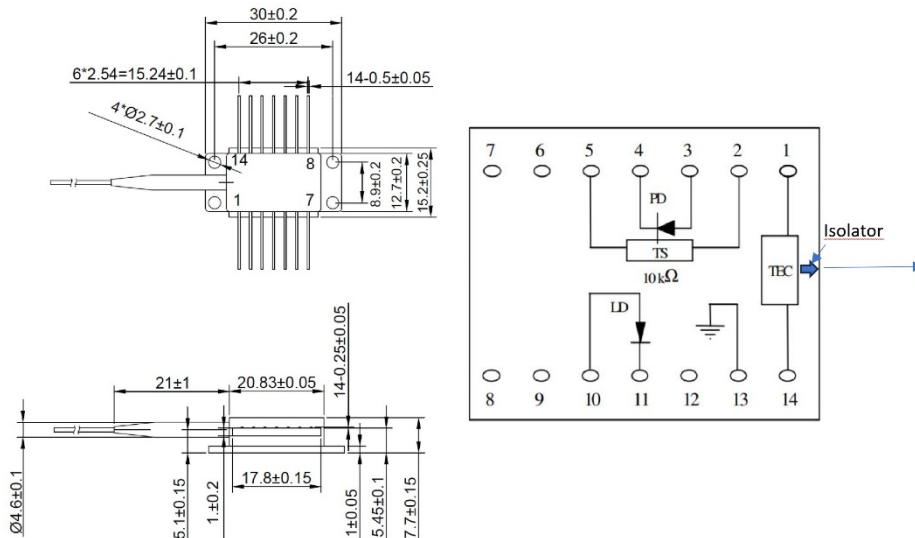 30±0.2
26±0.2
6*2.54=15.24±0.1
14-0.5±0.05
4*Ø2.7±0.1
14
8
1
7
8.9±0.2
12.7±0.2
15.2±0.25
21±1
20.83±0.05
14-0.25±0.05
17.8±0.15
Ø4.6±0.1
5.1±0.15
1.±0.2
1±0.05
5.45±0.1
7.7±0.15
7 6 5 4 3 2 1
PD
TS
10kΩ
Isolator
TEC
LD
8 9 10 11 12 13 14